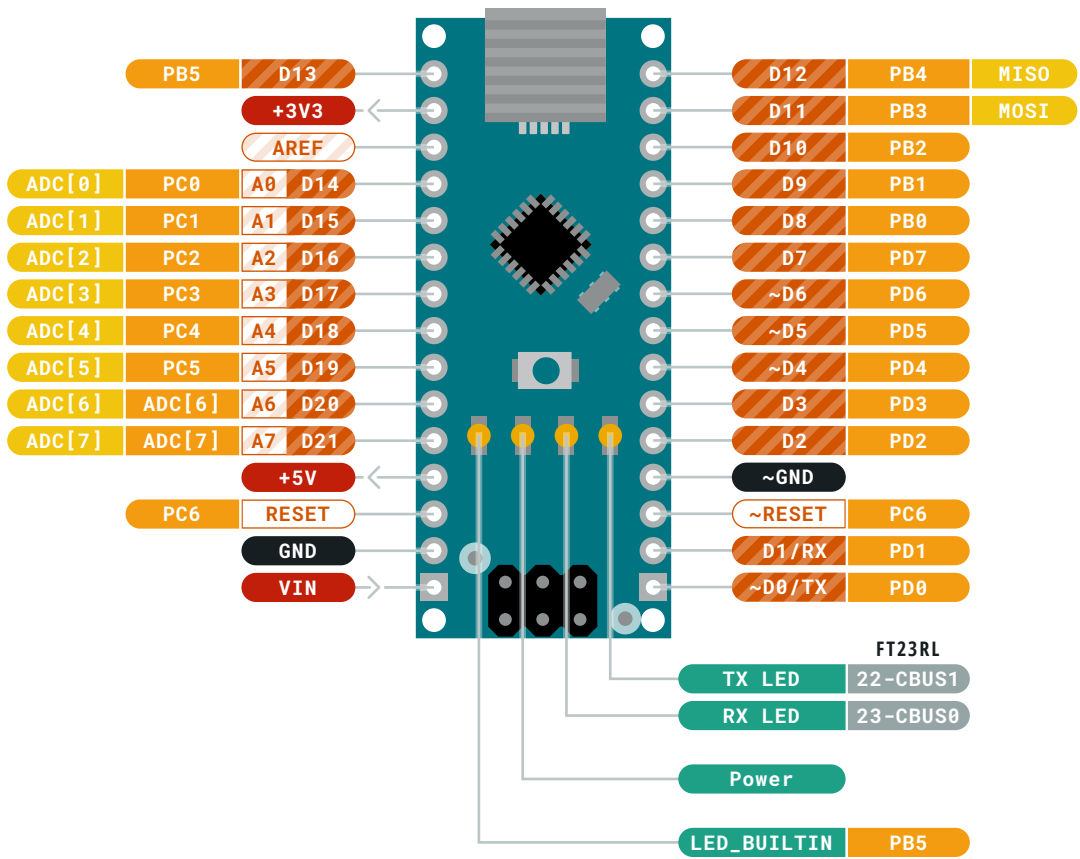 PB5 D13
+3V3
AREF
ADC[0] PC0 A0 D14
ADC[1] PC1 A1 D15
ADC[2] PC2 A2 D16
ADC[3] PC3 A3 D17
ADC[4] PC4 A4 D18
ADC[5] PC5 A5 D19
ADC[6] ADC[6] A6 D20
ADC[7] ADC[7] A7 D21
+5V
PC6 RESET
GND
VIN
D12 PB4 MISO
D11 PB3 MOSI
D10 PB2
D9 PB1
D8 PB0
D7 PD7
~D6 PD6
~D5 PD5
~D4 PD4
D3 PD3
D2 PD2
~GND
~RESET PC6
D1/RX PD1
~D0/TX PD0
FT23RL
TX LED 22-CBUS1
RX LED 23-CBUS0
Power
LED_BUILTIN PB5